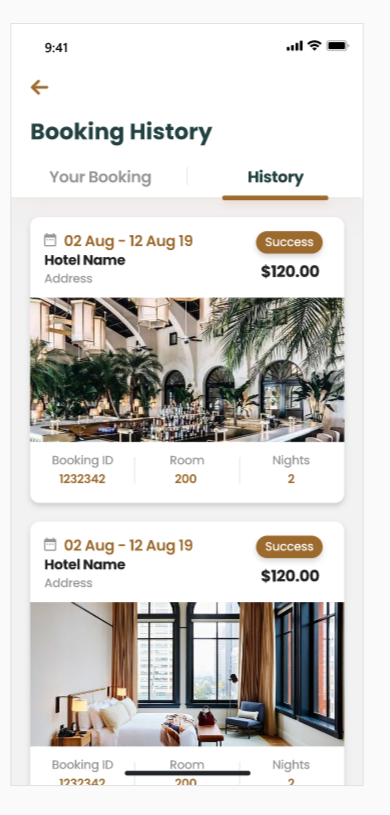 9:41
Booking History
Your Booking
History
02 Aug - 12 Aug 19
Success
Hotel Name
$120.00
Address
Booking ID
Room
Nights
1232342
200
2
02 Aug - 12 Aug 19
Success
Hotel Name
$120.00
Address
Booking ID
Room
Nights
1232342
200
2